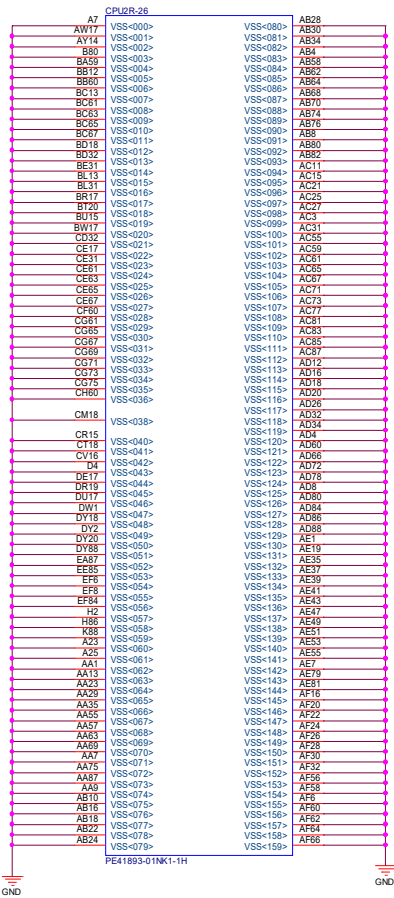 CPU2R-26
A7 VSS<000> VSS<080> AB28
AW17 VSS<001> VSS<081> AB30
AY14 VSS<002> VSS<082> AB34
B80 VSS<003> VSS<083> AB4
BA59 VSS<004> VSS<084> AB58
BB12 VSS<005> VSS<085> AB62
BB60 VSS<006> VSS<086> AB64
BC13 VSS<007> VSS<087> AB68
BC61 VSS<008> VSS<088> AB70
BC63 VSS<009> VSS<089> AB74
BC65 VSS<010> VSS<090> AB76
BC67 VSS<011> VSS<091> AB8
BD18 VSS<012> VSS<092> AB80
BD32 VSS<013> VSS<093> AB82
BE31 VSS<014> VSS<094> AC11
BL13 VSS<015> VSS<095> AC15
BL31 VSS<016> VSS<096> AC21
BR17 VSS<017> VSS<097> AC25
BT20 VSS<018> VSS<098> AC27
BU15 VSS<019> VSS<099> AC3
BW17 VSS<020> VSS<100> AC31
CD32 VSS<021> VSS<101> AC55
CE17 VSS<022> VSS<102> AC59
CE31 VSS<023> VSS<103> AC61
CE61 VSS<024> VSS<104> AC65
CE63 VSS<025> VSS<105> AC67
CE65 VSS<026> VSS<106> AC71
CE67 VSS<027> VSS<107> AC73
CF60 VSS<028> VSS<108> AC77
CG61 VSS<029> VSS<109> AC81
CG65 VSS<030> VSS<110> AC83
CG67 VSS<031> VSS<111> AC85
CG69 VSS<032> VSS<112> AC87
CG71 VSS<033> VSS<113> AD12
CG73 VSS<034> VSS<114> AD16
CG75 VSS<035> VSS<115> AD18
CH60 VSS<036> VSS<116> AD20
VSS<117> AD26
CM18 VSS<038> VSS<118> AD32
VSS<119> AD34
CR15 VSS<040> VSS<120> AD4
CT18 VSS<041> VSS<121> AD60
CV16 VSS<042> VSS<122> AD66
D4 VSS<043> VSS<123> AD72
DE17 VSS<044> VSS<124> AD78
DR19 VSS<045> VSS<125> AD8
DU17 VSS<046> VSS<126> AD80
DW1 VSS<047> VSS<127> AD84
DY18 VSS<048> VSS<128> AD86
DY2 VSS<049> VSS<129> AD88
DY20 VSS<050> VSS<130> AE1
DY88 VSS<051> VSS<131> AE19
EA87 VSS<052> VSS<132> AE35
EE85 VSS<053> VSS<133> AE37
EF6 VSS<054> VSS<134> AE39
EF8 VSS<055> VSS<135> AE41
EF84 VSS<056> VSS<136> AE43
H2 VSS<057> VSS<137> AE47
H86 VSS<058> VSS<138> AE49
K88 VSS<059> VSS<139> AE51
A23 VSS<060> VSS<140> AE53
A25 VSS<061> VSS<141> AE55
AA1 VSS<062> VSS<142> AE7
AA13 VSS<063> VSS<143> AE79
AA23 VSS<064> VSS<144> AE81
AA29 VSS<065> VSS<145> AF16
AA35 VSS<066> VSS<146> AF20
AA55 VSS<067> VSS<147> AF22
AA57 VSS<068> VSS<148> AF24
AA63 VSS<069> VSS<149> AF26
AA69 VSS<070> VSS<150> AF28
AA7 VSS<071> VSS<151> AF30
AA75 VSS<072> VSS<152> AF32
AA87 VSS<073> VSS<153> AF56
AA9 VSS<074> VSS<154> AF58
AB10 VSS<075> VSS<155> AF6
AB16 VSS<076> VSS<156> AF60
AB18 VSS<077> VSS<157> AF62
AB22 VSS<078> VSS<158> AF64
AB24 VSS<079> VSS<159> AF66
PE41893-01NK1-1H
GND
GND